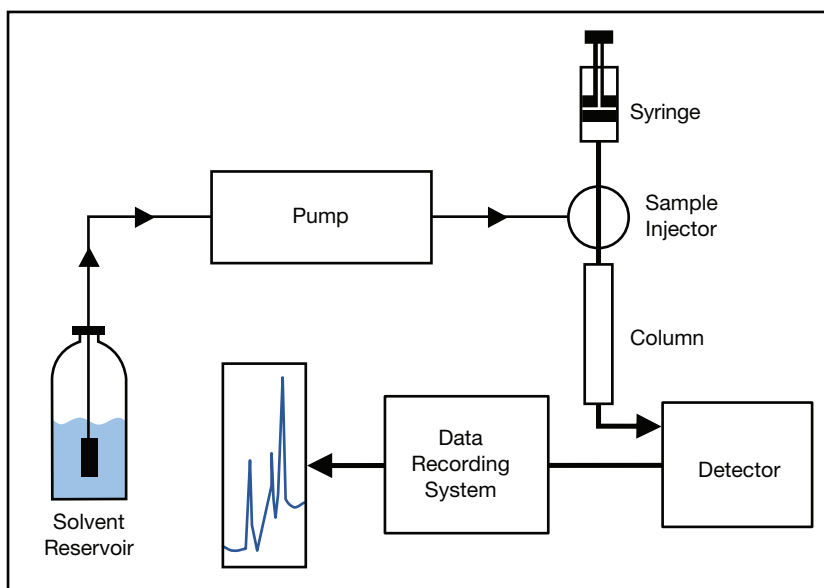 Syringe
Pump
Sample
Injector
Column
Data
Recording
System
Detector
Solvent
Reservoir